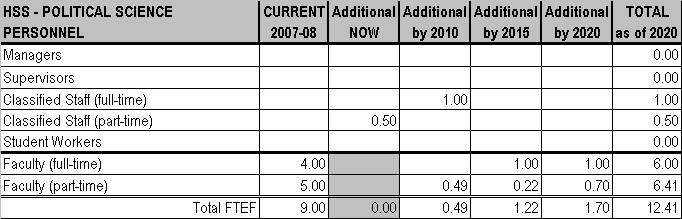 HSS - POLITICAL SCIENCE CURRENT Additional Additional Additional Additional TOTAL
PERSONNEL 2007-08 NOW by 2010 by 2015 by 2020 as of 2020
Managers 0.00
Supervisors 0.00
Classified Staff (full-time) 1.00 1.00
Classified Staff (part-time) 0.50 0.50
Student Workers 0.00
Faculty (full-time) 4.00 1.00 1.00 6.00
Faculty (part-time) 5.00 0.49 0.22 0.70 6.41
Total FTEF 9.00 0.00 0.49 1.22 1.70 12.41